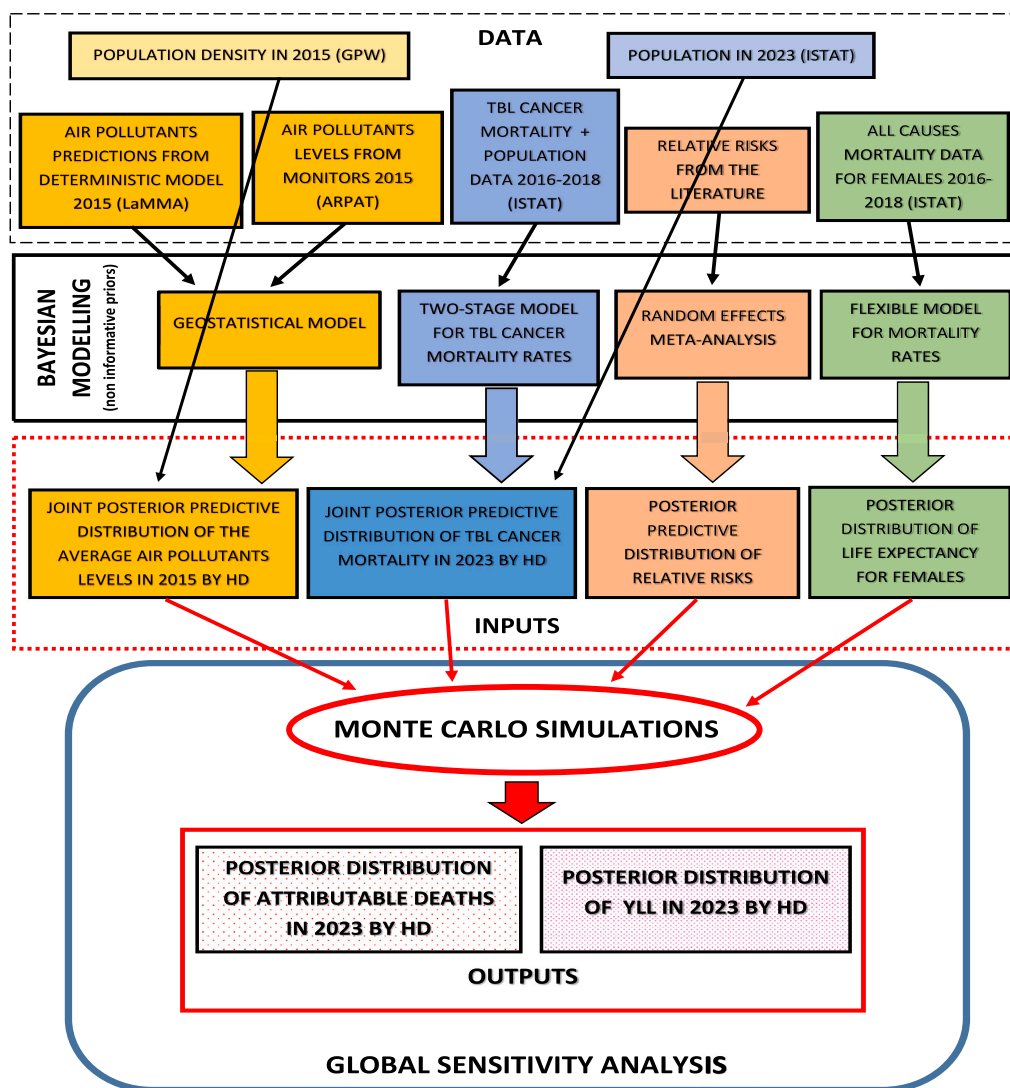 DATA
POPULATION DENSITY IN 2015 (GPW)
POPULATION IN 2023 (ISTAT)
AIR POLLUTANTS
PREDICTIONS FROM
DETERMINISTIC MODEL
2015 (LaMMA)
AIR POLLUTANTS
LEVELS FROM
MONITORS 2015
(ARPAT)
TBL CANCER
MORTALITY +
POPULATION
DATA 2016-2018
(ISTAT)
RELATIVE RISKS
FROM THE
LITERATURE
ALL CAUSES
MORTALITY DATA
FOR FEMALES 2016-
2018 (ISTAT)
BAYESIAN
MODELLING
(non informative priors)
GEOSTATISTICAL MODEL
TWO-STAGE MODEL
FOR TBL CANCER
MORTALITY RATES
RANDOM EFFECTS
META-ANALYSIS
FLEXIBLE MODEL
FOR MORTALITY
RATES
JOINT POSTERIOR PREDICTIVE
DISTRIBUTION OF THE
AVERAGE AIR POLLUTANTS
LEVELS IN 2015 BY HD
JOINT POSTERIOR PREDICTIVE
DISTRIBUTION OF TBL CANCER
MORTALITY IN 2023 BY HD
POSTERIOR
PREDICTIVE
DISTRIBUTION OF
RELATIVE RISKS
POSTERIOR
DISTRIBUTION OF
LIFE EXPECTANCY
FOR FEMALES
INPUTS
MONTE CARLO SIMULATIONS
POSTERIOR DISTRIBUTION
OF ATTRIBUTABLE DEATHS
IN 2023 BY HD
POSTERIOR DISTRIBUTION
OF YLL IN 2023 BY HD
OUTPUTS
GLOBAL SENSITIVITY ANALYSIS